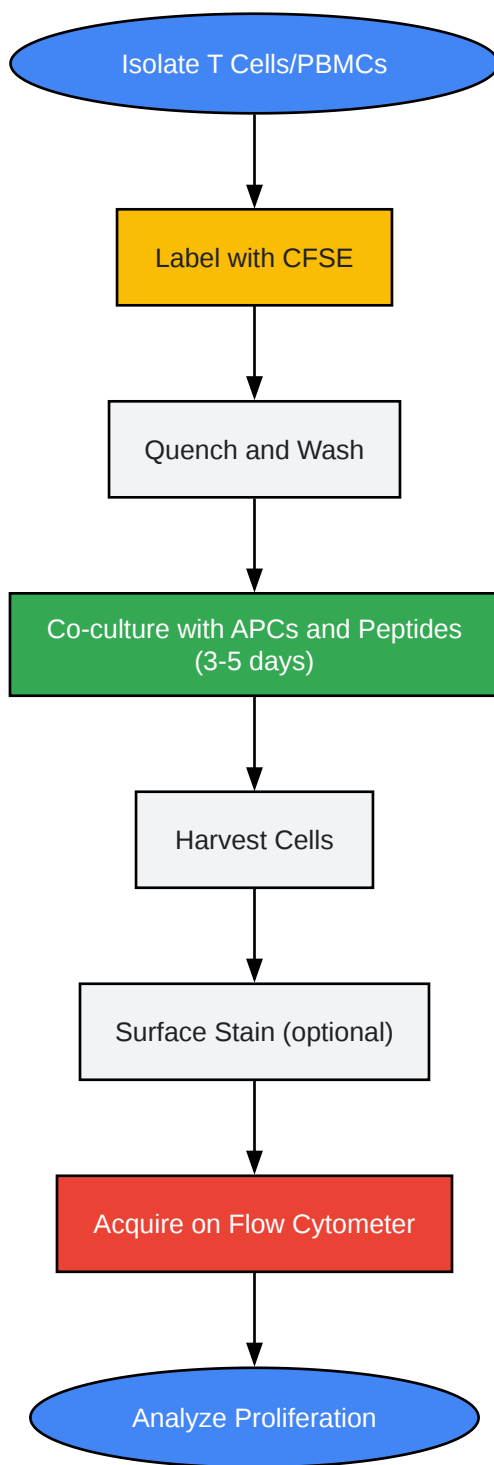 Isolate T Cells/PBMCs
Label with CFSE
Quench and Wash
Co-culture with APCs and Peptides
(3-5 days)
Harvest Cells
Surface Stain (optional)
Acquire on Flow Cytometer
Analyze Proliferation